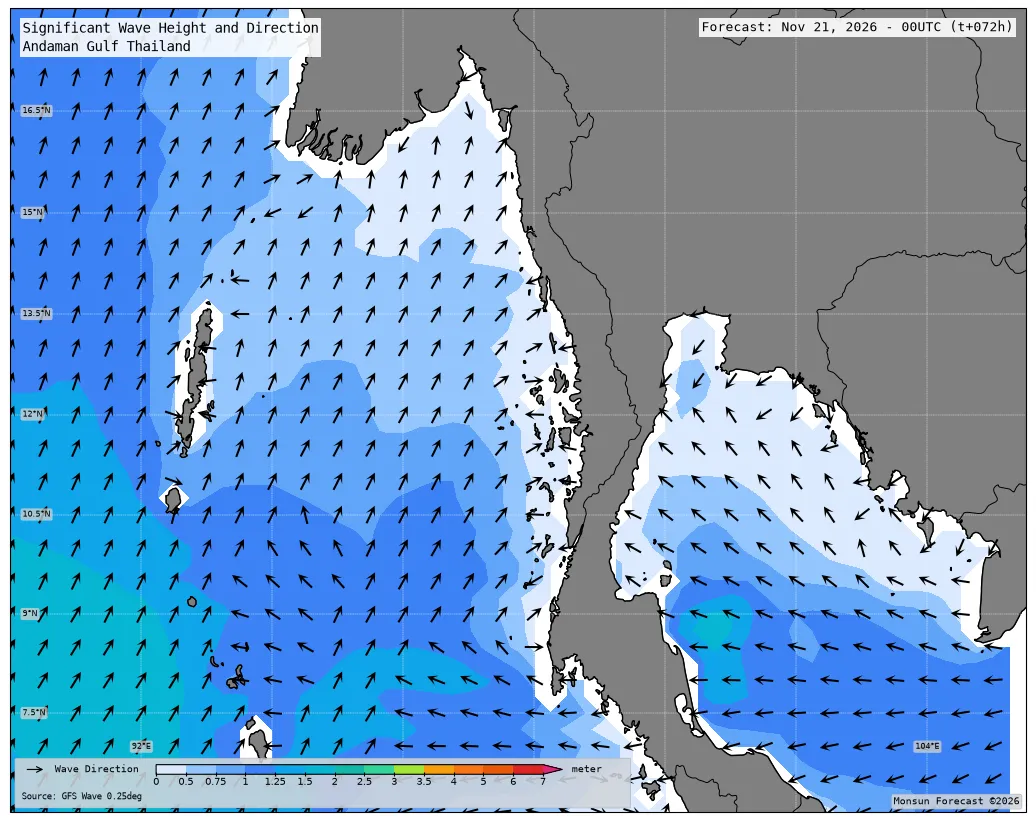 Significant Wave Height and Direction
Andaman Gulf Thailand
Forecast: Nov 21, 2026 - 00UTC (t+072h)
16.5°N
15°N
13.5°N
12°N
10.5°N
9°N
7.5°N
92°E
104°E
Wave Direction
0 0.5 0.75 1 1.25 1.5 2 2.5 3 3.5 4 5 6 7
meter
Source: GFS Wave 0.25deg
Monsun Forecast ©2026